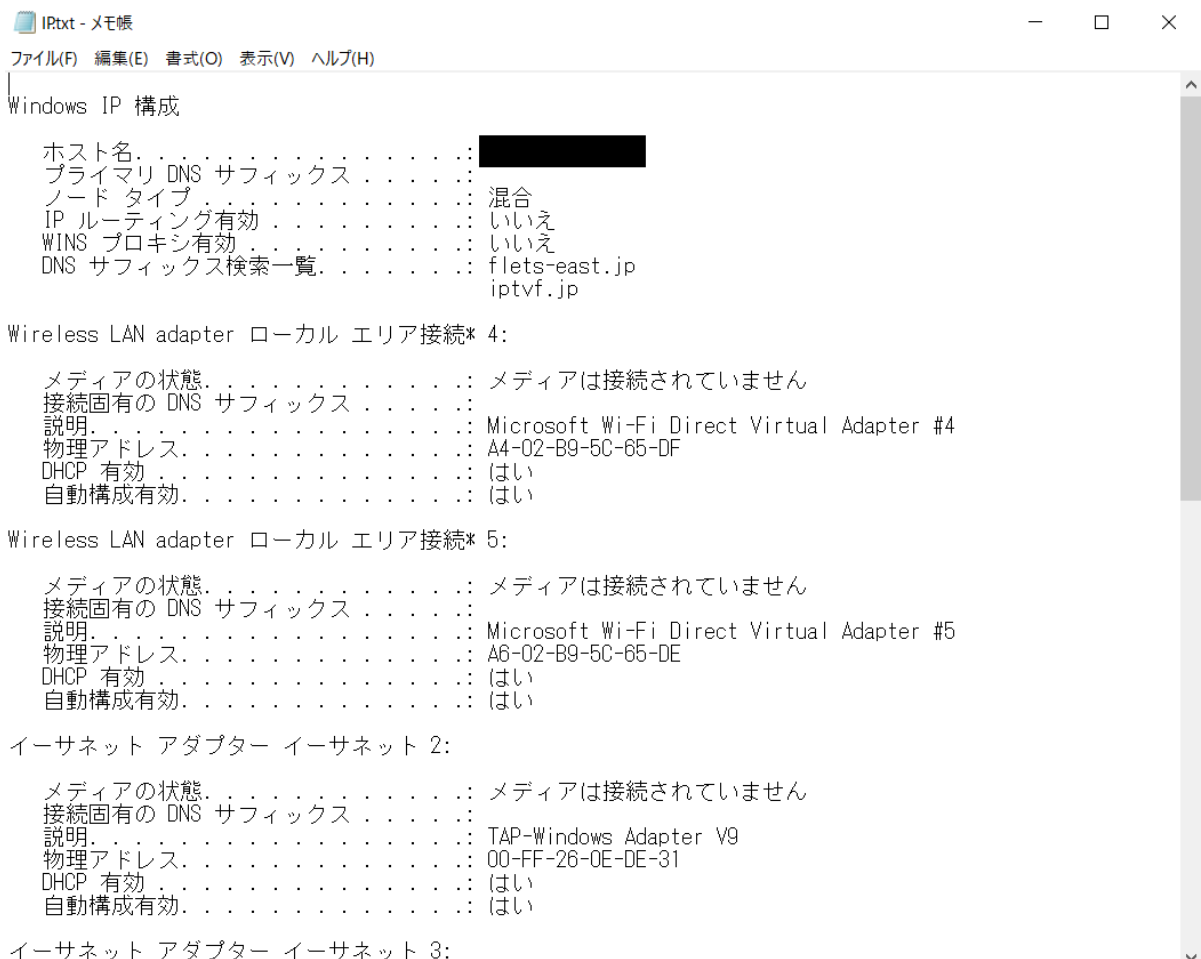 IP.txt - メモ帳
ファイル(F) 編集(E) 書式(O) 表示(V) ヘルプ(H)
Windows IP 構成
ホスト名. . . . . . . . . . . . . . .:
プライマリ DNS サフィックス . . . . .:
ノード タイプ . . . . . . . . . . . .: 混合
IP ルーティング有効 . . . . . . . . .: いいえ
WINS プロキシ有効 . . . . . . . . . .: いいえ
DNS サフィックス検索一覧. . . . . . .: flets-east.jp
iptvf.jp
Wireless LAN adapter ローカル エリア接続* 4:
メディアの状態. . . . . . . . . . . .: メディアは接続されていません
接続固有の DNS サフィックス . . . . .:
説明. . . . . . . . . . . . . . . . .: Microsoft Wi-Fi Direct Virtual Adapter #4
物理アドレス. . . . . . . . . . . . .: A4-02-B9-5C-65-DF
DHCP 有効 . . . . . . . . . . . . . .: はい
自動構成有効. . . . . . . . . . . . .: はい
Wireless LAN adapter ローカル エリア接続* 5:
メディアの状態. . . . . . . . . . . .: メディアは接続されていません
接続固有の DNS サフィックス . . . . .:
説明. . . . . . . . . . . . . . . . .: Microsoft Wi-Fi Direct Virtual Adapter #5
物理アドレス. . . . . . . . . . . . .: A6-02-B9-5C-65-DE
DHCP 有効 . . . . . . . . . . . . . .: はい
自動構成有効. . . . . . . . . . . . .: はい
イーサネット アダプター イーサネット 2:
メディアの状態. . . . . . . . . . . .: メディアは接続されていません
接続固有の DNS サフィックス . . . . .:
説明. . . . . . . . . . . . . . . . .: TAP-Windows Adapter V9
物理アドレス. . . . . . . . . . . . .: 00-FF-26-0E-DE-31
DHCP 有効 . . . . . . . . . . . . . .: はい
自動構成有効. . . . . . . . . . . . .: はい
イーサネット アダプター イーサネット 3: